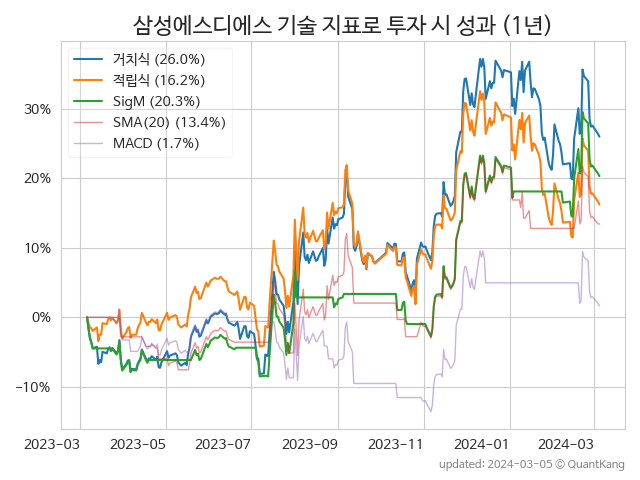 삼성에스디에스 기술 지표로 투자 시 성과 (1년)
거치식 (26.0%)
적립식 (16.2%)
SigM (20.3%)
SMA(20) (13.4%)
MACD (1.7%)
30%
20%
10%
0%
−10%
2023-03 2023-05 2023-07 2023-09 2023-11 2024-01 2024-03
updated: 2024-03-05 ⓒ QuantKang